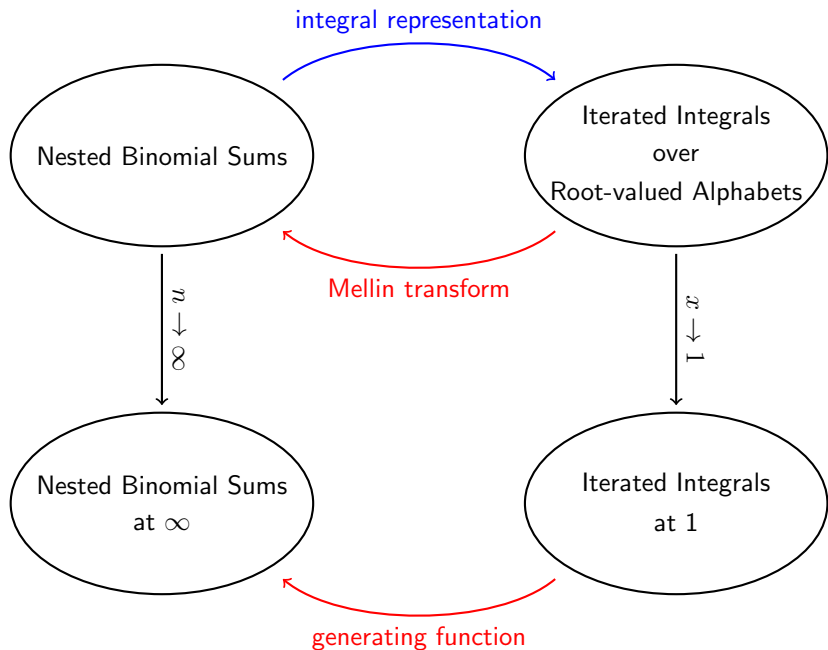 integral representation
Nested Binomial Sums
Iterated Integrals
over
Root-valued Alphabets
Mellin transform
n → ∞
x → 1
Nested Binomial Sums
at ∞
Iterated Integrals
at 1
generating function